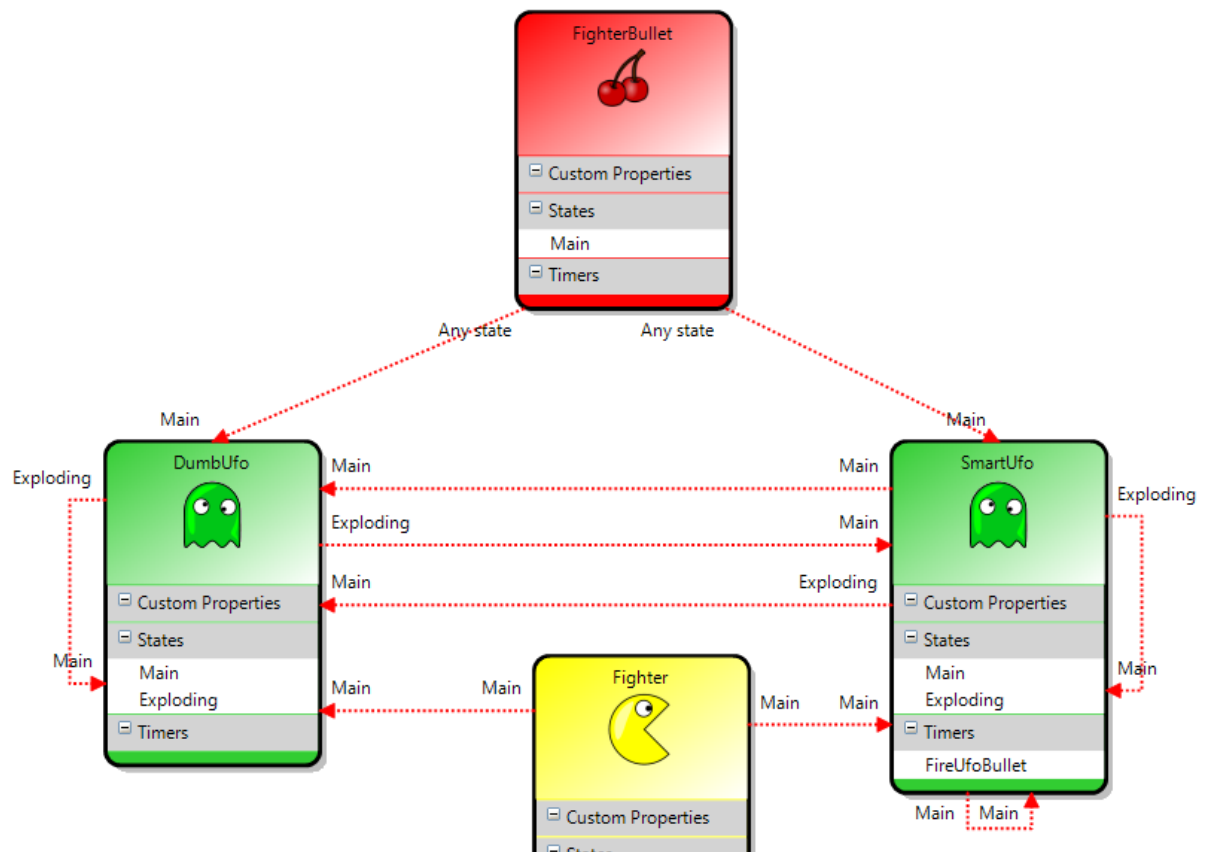 FighterBullet
Custom Properties
States
Main
Timers
Any state
Any state
Main
Main
DumbUfo
SmartUfo
Exploding
Main
Main
Exploding
Exploding
Main
Main
Exploding
Custom Properties
Custom Properties
States
States
Main
Main
Main
Main
Exploding
Exploding
Timers
Timers
FireUfoBullet
Main
Main
Fighter
Main
Main
Custom Properties
States
Main
Main